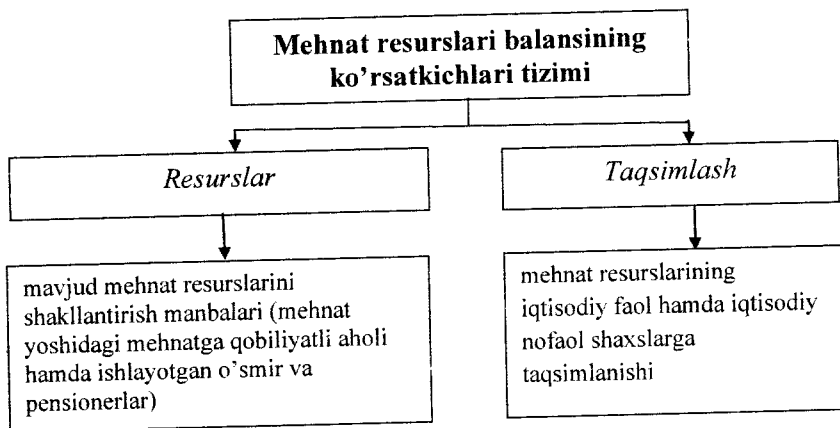 Mehnat resurslari balansining
ko’rsatkichlari tizimi
Resurslar
Taqsimlash
mavjud mehnat resurslarini
shakllantirish manbalari (mehnat
yoshidagi mehnatga qobiliyatli aholi
hamda ishlayotgan o’smir va
pensionerlar)
mehnat resurslarining
iqtisodiy faol hamda iqtisodiy
nofaol shaxslarga
taqsimlanishi